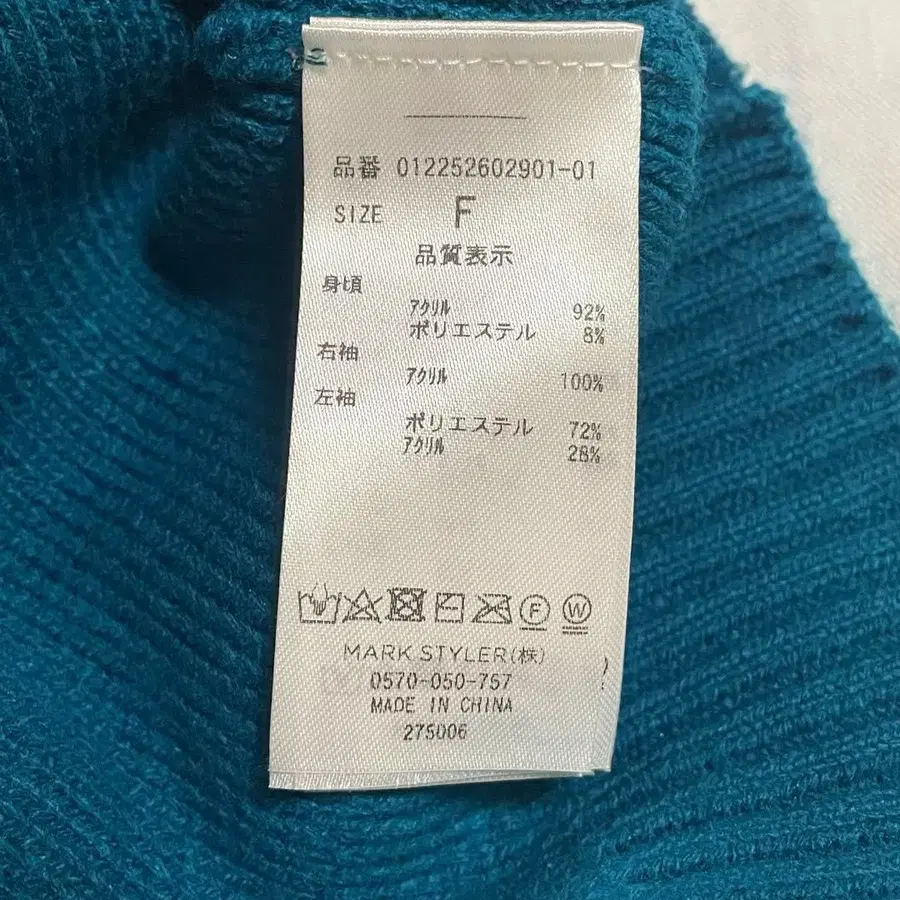 品番 012252602901-01
SIZE F
品質表示
身頃
アクリル 92%
ポリエステル 8%
右袖
アクリル 100%
左袖
ポリエステル 72%
アクリル 28%
F W
MARK STYLER(株)
0570-050-757
MADE IN CHINA
275006